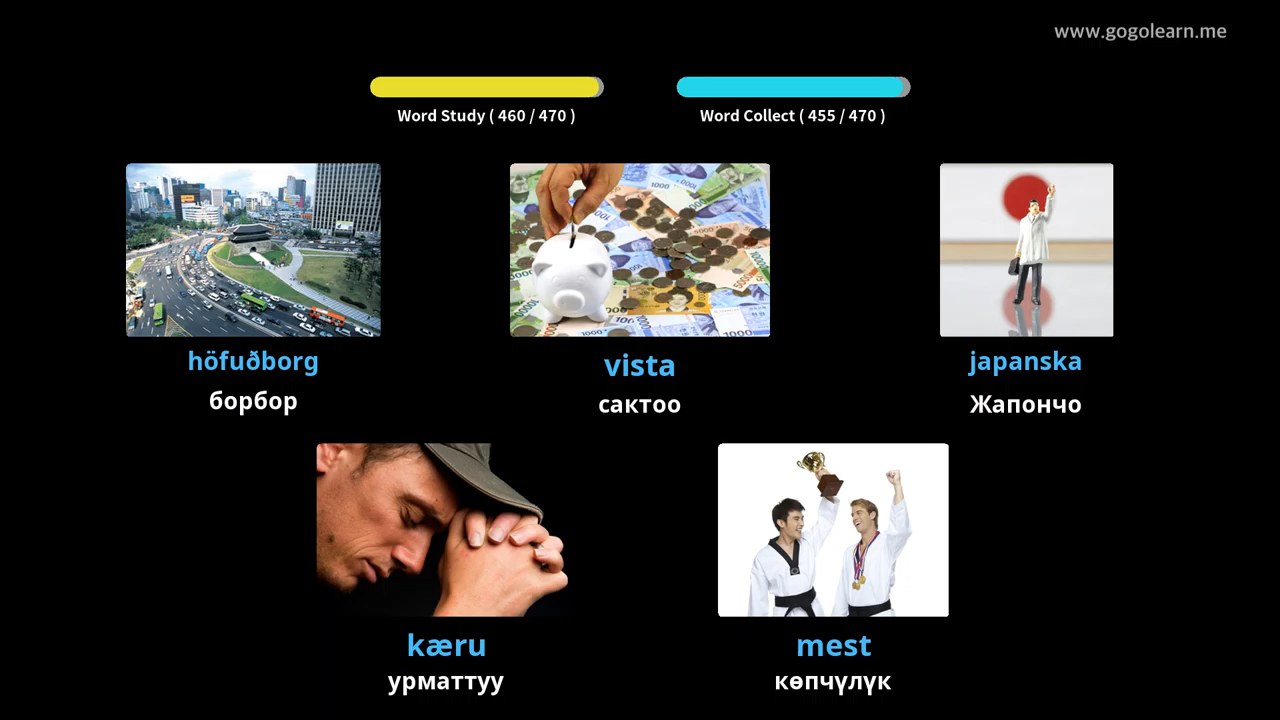 www.gogolearn.me
Word Study ( 460 / 470 )
Word Collect ( 455 / 470 )
höfuðborg
борбор
vista
сактоо
japanska
Жапончо
kæru
урматтуу
mest
көпчүлүк